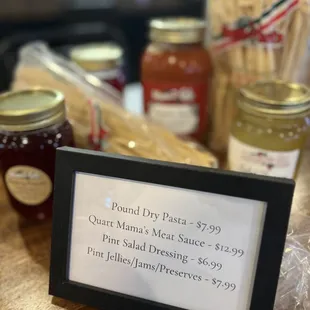 Pound Dry Pasta - $7.99
Quart Mama's Meat Sauce - $12.99
Pint Salad Dressing - $6.99
Pint Jellies/Jams/Preserves - $7.99